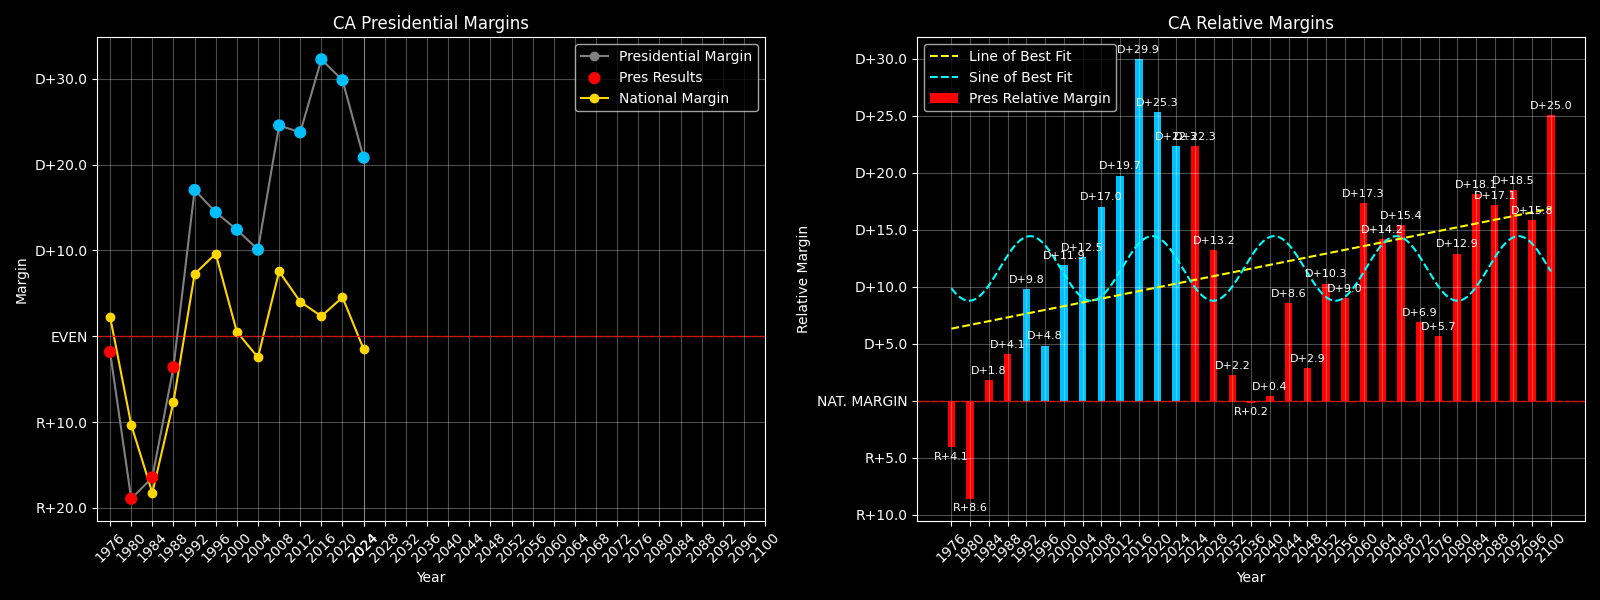 CA Presidential Margins
Presidential Margin
Pres Results
National Margin
D+30.0
D+20.0
D+10.0
EVEN
R+10.0
R+20.0
Margin
1976
1980
1984
1988
1992
1996
2000
2004
2008
2012
2016
2020
2024
2024
2028
2032
2036
2040
2044
2048
2052
2056
2060
2064
2068
2072
2076
2080
2084
2088
2092
2096
2100
Year
CA Relative Margins
Line of Best Fit
Sine of Best Fit
Pres Relative Margin
D+30.0
D+25.0
D+20.0
D+15.0
D+10.0
D+5.0
NAT. MARGIN
R+5.0
R+10.0
Relative Margin
R+4.1
R+8.6
D+1.8
D+4.1
D+9.8
D+4.8
D+11.9
D+12.5
D+17.0
D+19.7
D+29.9
D+25.3
D+22.3
D+22.3
D+13.2
D+2.2
R+0.2
D+0.4
D+8.6
D+2.9
D+10.3
D+9.0
D+17.3
D+14.2
D+15.4
D+6.9
D+5.7
D+12.9
D+18.1
D+17.1
D+18.5
D+15.8
D+25.0
1976
1980
1984
1988
1992
1996
2000
2004
2008
2012
2016
2020
2024
2024
2028
2032
2036
2040
2044
2048
2052
2056
2060
2064
2068
2072
2076
2080
2084
2088
2092
2096
2100
Year